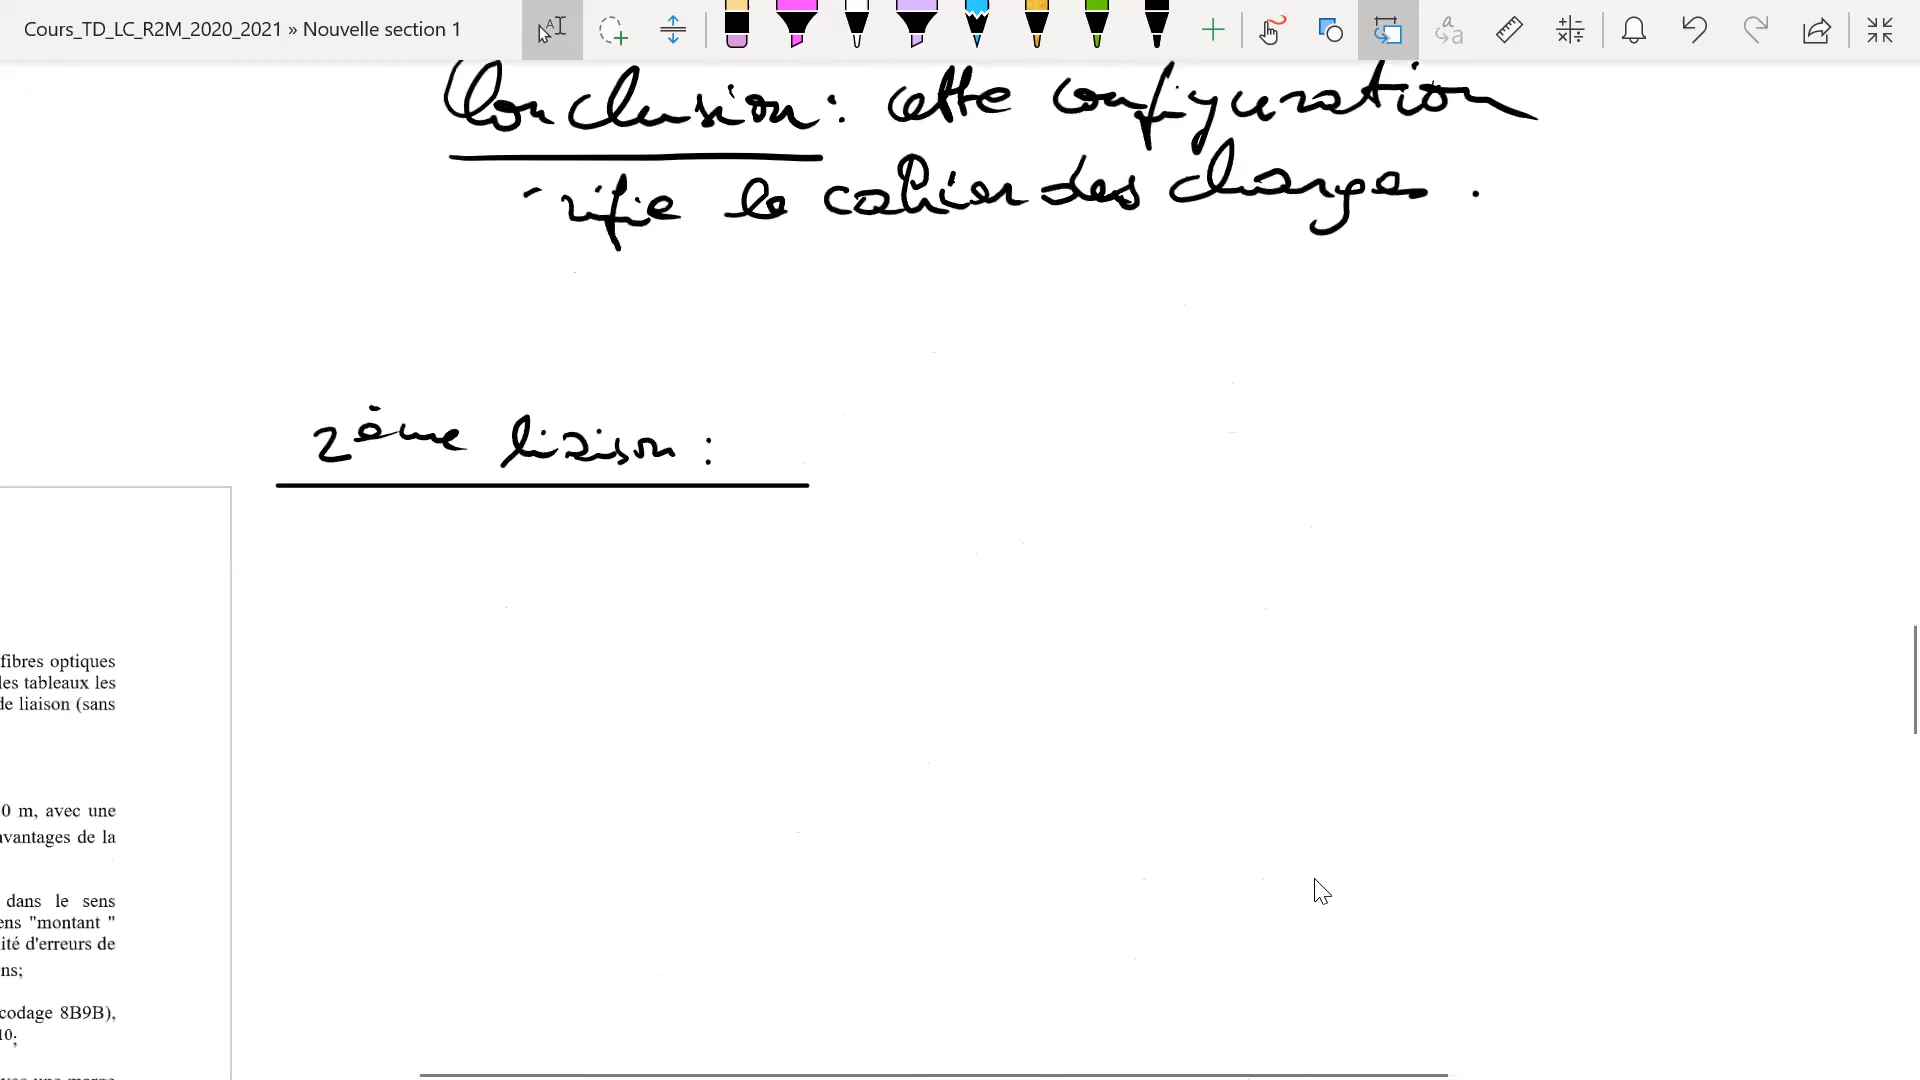 Cours_TD_LC_R2M_2020_2021 » Nouvelle section 1
Conclusion : cette configuration
rifie le cahier des charges .
2ème liaison :
fibres optiques
les tableaux les
de liaison (sans
0 m, avec une
avantages de la
dans le sens
ens "montant "
ité d'erreurs de
ns;
codage 8B9B),
10;